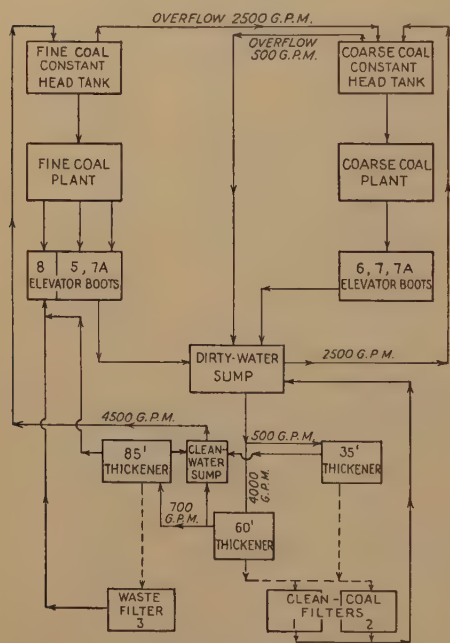 OVERFLOW 2500 G.P.M.
FINE COAL
CONSTANT
HEAD TANK
OVERFLOW
500 G.P.M.
COARSE COAL
CONSTANT
HEAD TANK
FINE COAL
PLANT
COARSE COAL
PLANT
8 5, 7A
ELEVATOR BOOTS
6, 7, 7A
ELEVATOR BOOTS
DIRTY-WATER
SUMP
2500 G.P.M.
4500 G.P.M.
500 G.P.M.
85' THICKENER
CLEAN-
WATER
SUMP
35' THICKENER
4000 G.P.M.
700 G.P.M.
60' THICKENER
WASTE
FILTER
3
CLEAN-COAL
FILTERS
2